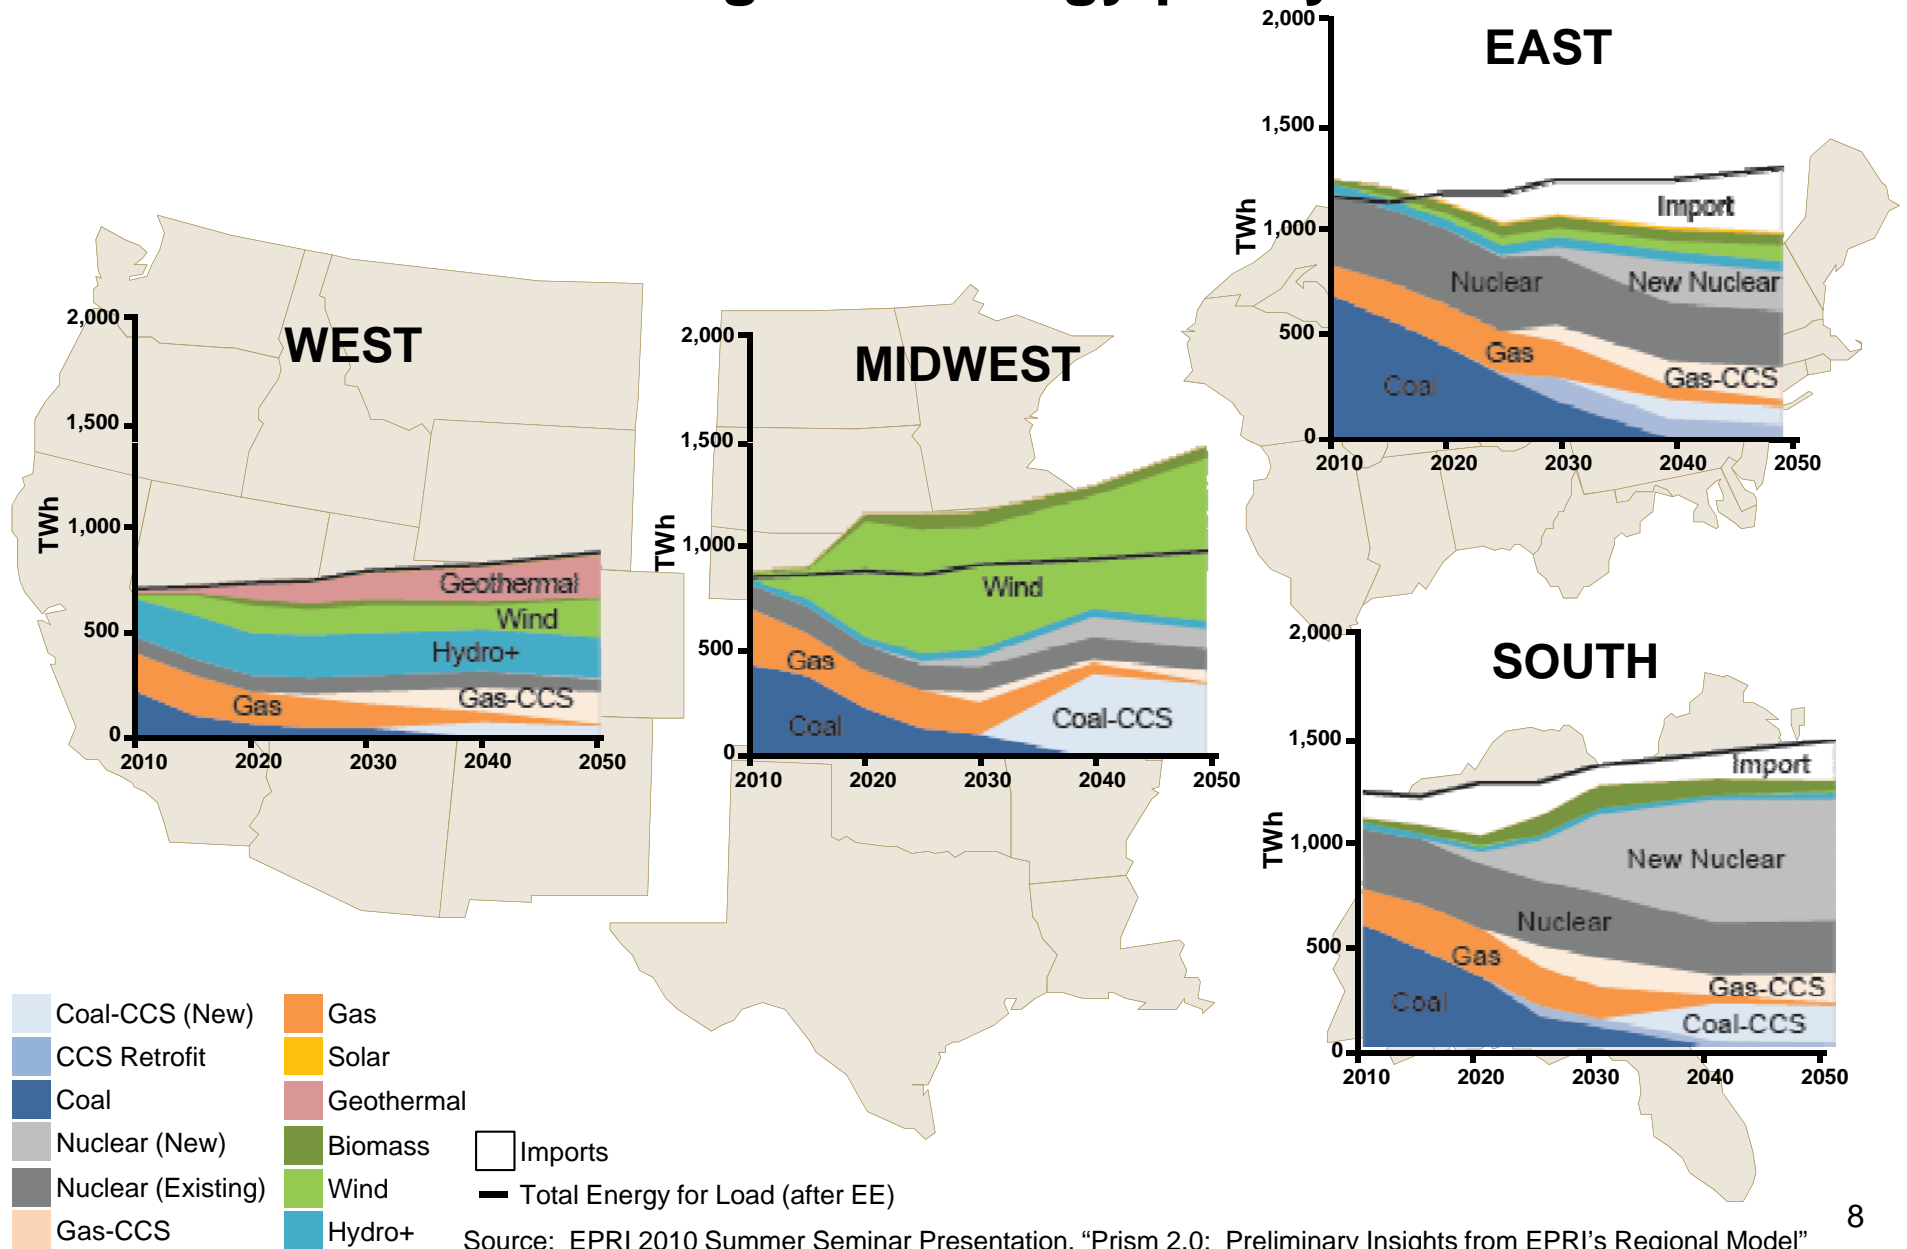 EAST
2,000
1,500
TWh
1,000
500
0
2010 2020 2030 2040 2050
Import
Nuclear
New Nuclear
Gas
Gas-CCS
Coal
WEST
2,000
1,500
TWh
1,000
500
0
2010 2020 2030 2040 2050
Geothermal
Wind
Hydro+
Gas-CCS
Gas
MIDWEST
2,000
1,500
TWh
1,000
500
0
2010 2020 2030 2040 2050
Wind
Gas
Coal-CCS
Coal
SOUTH
2,000
1,500
TWh
1,000
500
0
2010 2020 2030 2040 2050
Import
New Nuclear
Nuclear
Gas
Gas-CCS
Coal
Coal-CCS
Coal-CCS (New)
CCS Retrofit
Coal
Nuclear (New)
Nuclear (Existing)
Gas-CCS
Gas
Solar
Geothermal
Biomass
Wind
Hydro+
Imports
Total Energy for Load (after EE)
8
Source: EPRI 2010 Summer Seminar Presentation, “Prism 2.0: Preliminary Insights from EPRI’s Regional Model”